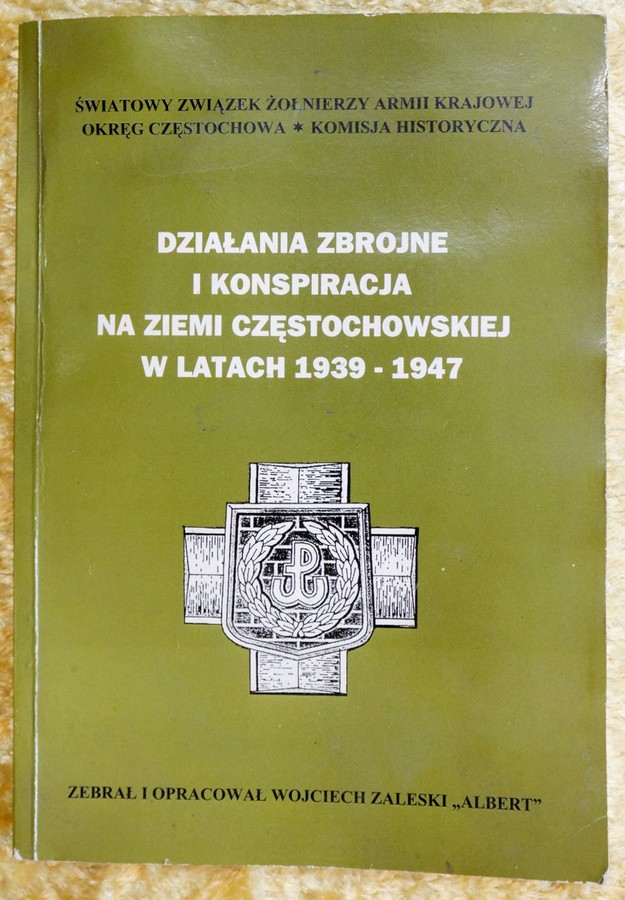 ŚWIATOWY ZWIĄZEK ŻOŁNIERZY ARMII KRAJOWEJ
OKRĘG CZĘSTOCHOWA ✶ KOMISJA HISTORYCZNA
DZIAŁANIA ZBROJNE
I KONSPIRACJA
NA ZIEMI CZĘSTOCHOWSKIEJ
W LATACH 1939 - 1947
ZEBRAŁ I OPRACOWAŁ WOJCIECH ZALESKI „ALBERT”